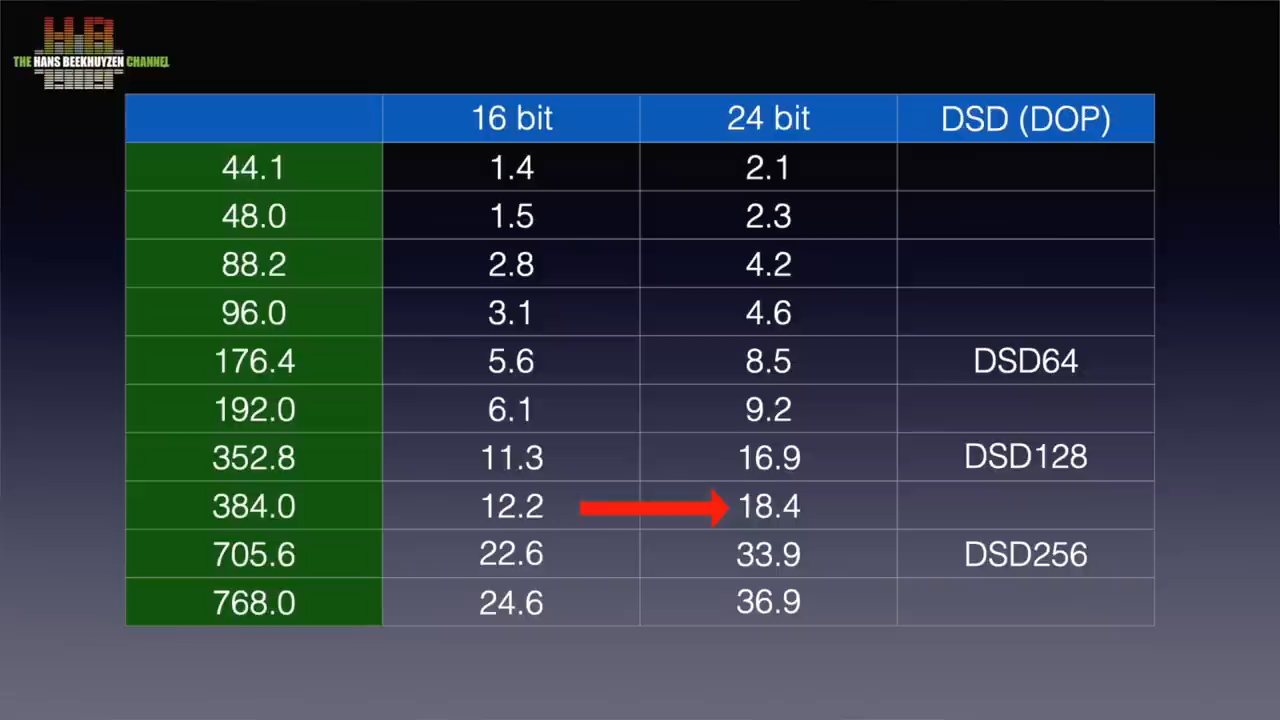 HB
THE HANS BEEKHUYZEN CHANNEL
16 bit 24 bit DSD (DOP)
44.1 1.4 2.1
48.0 1.5 2.3
88.2 2.8 4.2
96.0 3.1 4.6
176.4 5.6 8.5 DSD64
192.0 6.1 9.2
352.8 11.3 16.9 DSD128
384.0 12.2 18.4
705.6 22.6 33.9 DSD256
768.0 24.6 36.9